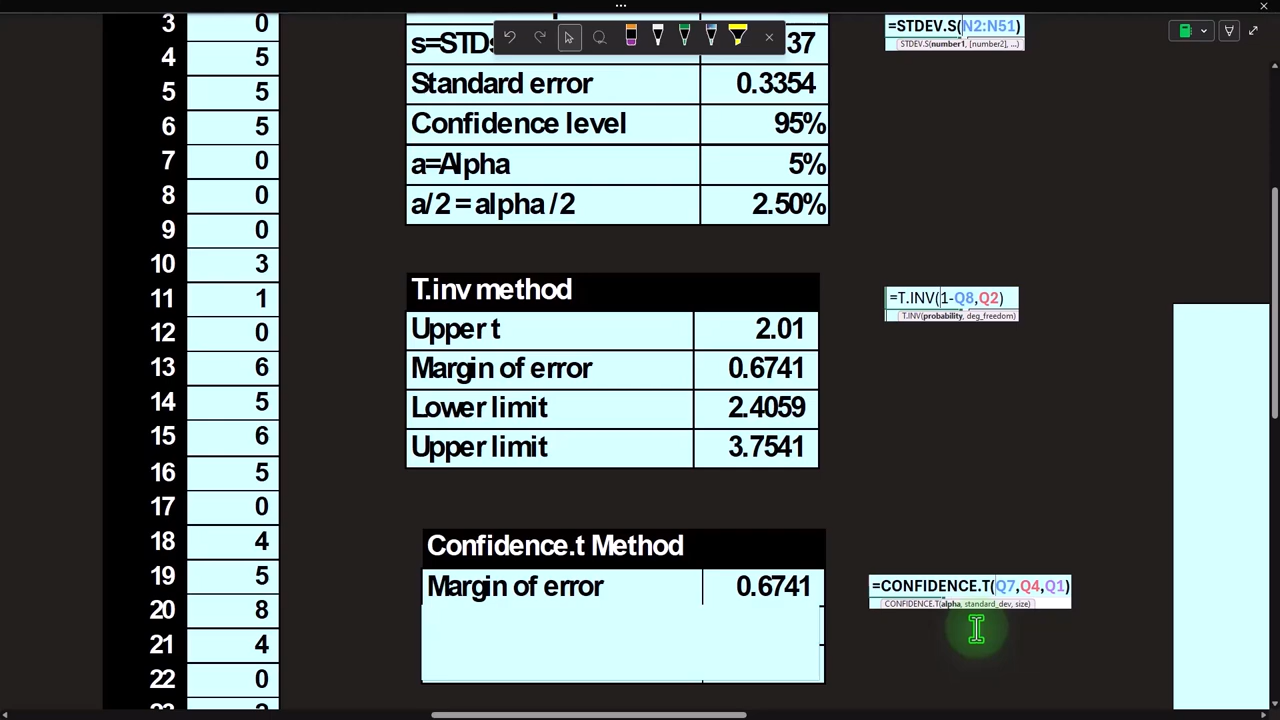 3 0
=STDEV.S(N2:N51)
STDEV.S(number1, [number2], ...)
s=STDs 37
4 5
5 5 Standard error 0.3354
6 5 Confidence level 95%
7 0 a=Alpha 5%
8 0 a/2 = alpha /2 2.50%
9 0
10 3
11 1 T.inv method
=T.INV(1-Q8,Q2)
T.INV(probability, deg_freedom)
12 0 Upper t 2.01
13 6 Margin of error 0.6741
14 5 Lower limit 2.4059
15 6 Upper limit 3.7541
16 5
17 0
18 4 Confidence.t Method
19 5 Margin of error 0.6741
=CONFIDENCE.T(Q7,Q4,Q1)
CONFIDENCE.T(alpha, standard_dev, size)
20 8
21 4
22 0